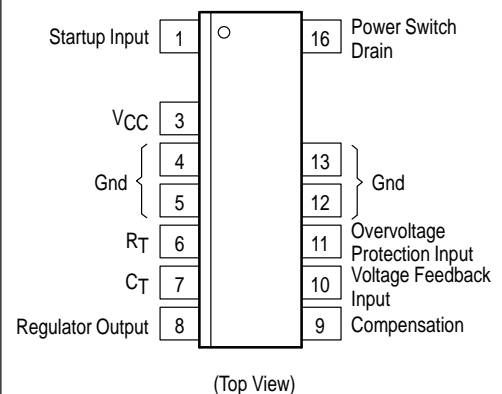 Startup Input 1 16 Power Switch
Drain
VCC 3
4 13
Gnd Gnd
5 12
RT 6 11 Overvoltage
Protection Input
CT 7 10 Voltage Feedback
Input
Regulator Output 8 9 Compensation
(Top View)